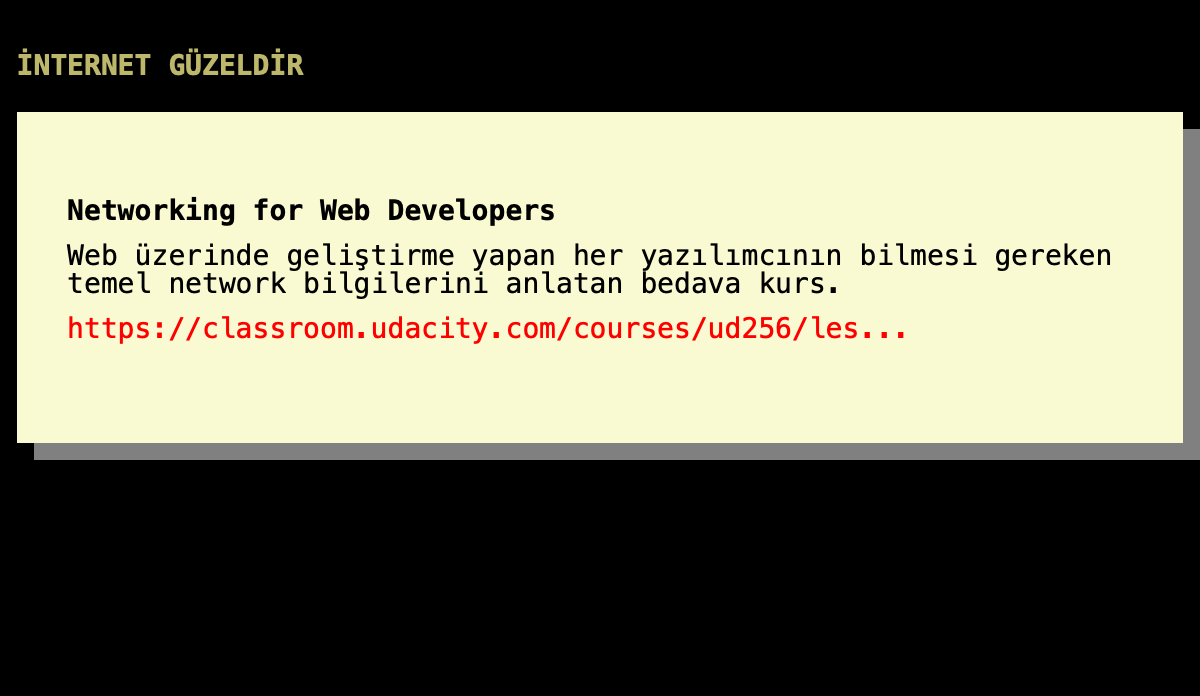 İNTERNET GÜZELDİR
Networking for Web Developers
Web üzerinde geliştirme yapan her yazılımcının bilmesi gereken
temel network bilgilerini anlatan bedava kurs.
https://classroom.udacity.com/courses/ud256/les...